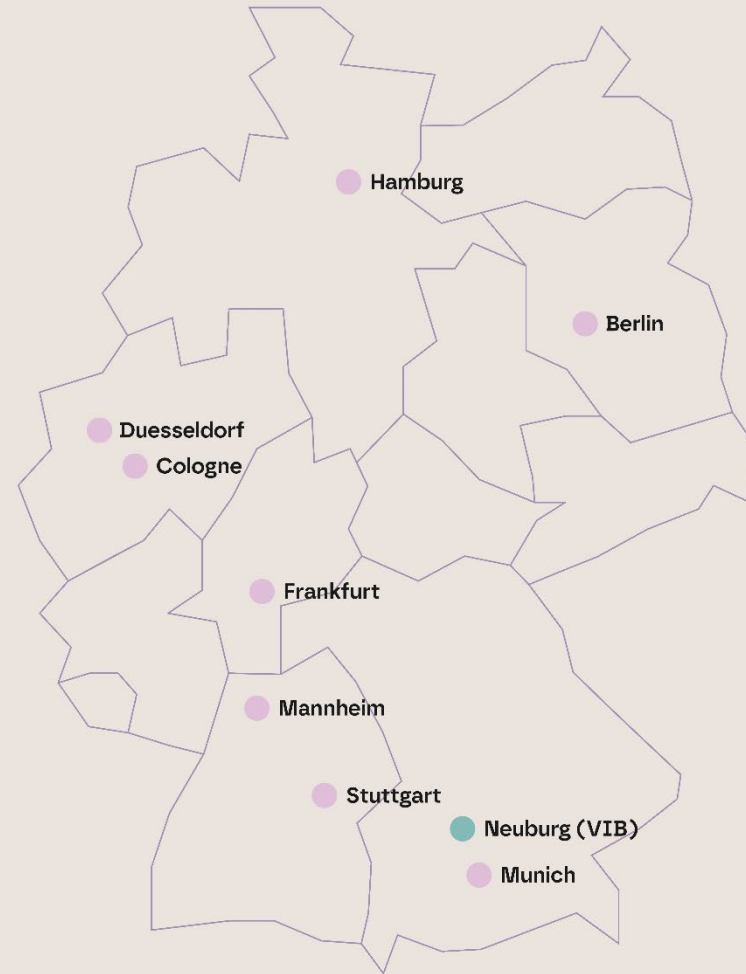 Hamburg
Berlin
Duesseldorf
Cologne
Frankfurt
Mannheim
Stuttgart
Neuburg (VIB)
Munich